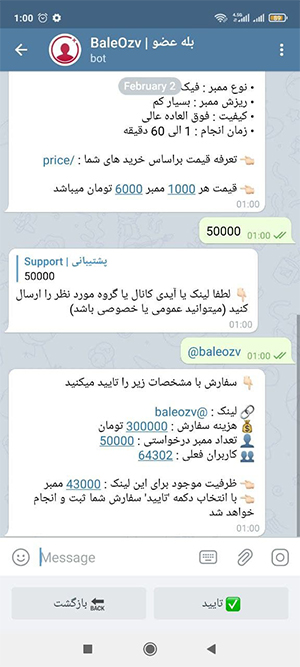 1:00
BaleOzv | بله عضو
bot
• نوع ممبر : فیک
February 2
• ریزش ممبر : بسیار کم
• کیفیت : فوق العاده عالی
• زمان انجام : 1 الی 60 دقیقه
👈🏻 تعرفه قیمت براساس خرید های شما : /price
👈🏻 قیمت هر 1000 ممبر 6000 تومان میباشد
01:00
50000
01:00
Support | پشتیبانی
50000
👇🏻 لطفا لینک یا آیدی کانال یا گروه مورد نظر را ارسال
کنید (میتوانید عمومی یا خصوصی باشد)
01:00
@baleozv
01:00
👇🏻 سفارش با مشخصات زیر را تایید میکنید
🔗 لینک : @baleozv
💰 هزینه سفارش : 300000 تومان
👤 تعداد ممبر درخواستی : 50000
👥 کاربران فعلی : 64302
👈🏻 ظرفیت موجود برای این لینک : 43000 ممبر
👈🏻 با انتخاب دکمه 'تایید' سفارش شما ثبت و انجام
خواهد شد
01:00
Message
✅ تایید
🔙 بازگشت